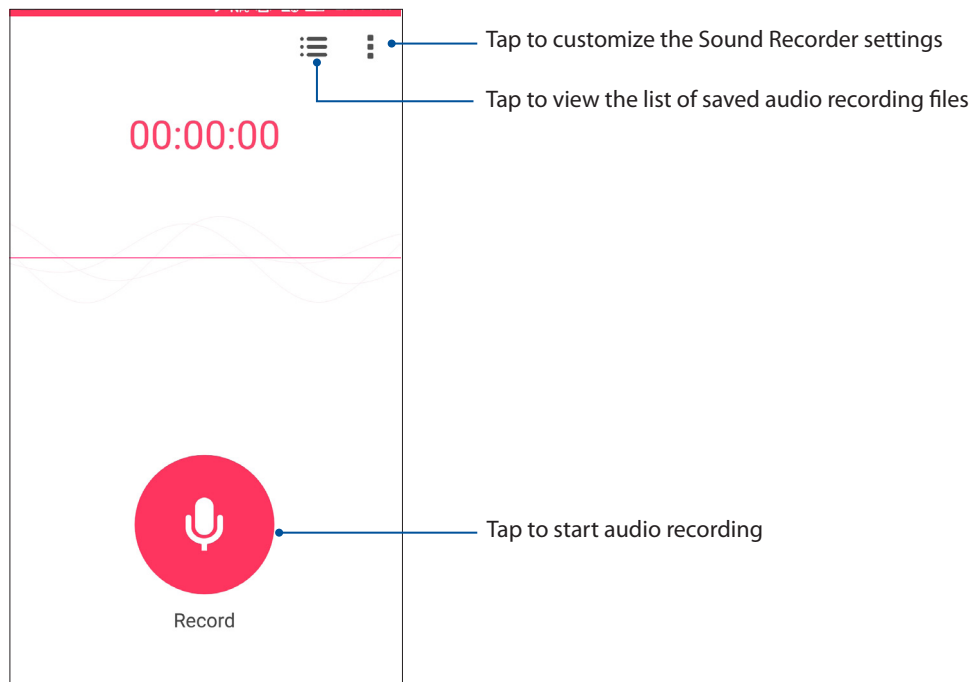 Tap to customize the Sound Recorder settings
Tap to view the list of saved audio recording files
00:00:00
Tap to start audio recording
Record